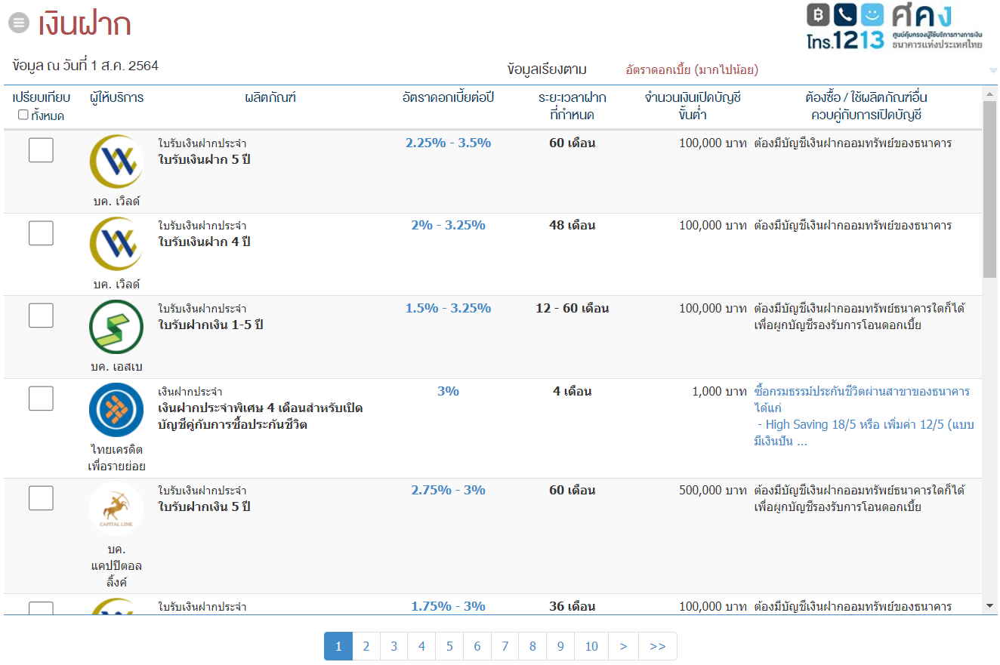 เงินฝาก
฿
ศคง
โทร.1213
ศูนย์คุ้มครองผู้ใช้บริการทางการเงิน
ธนาคารแห่งประเทศไทย
ข้อมูล ณ วันที่ 1 ส.ค. 2564
ข้อมูลเรียงตาม
อัตราดอกเบี้ย (มากไปน้อย)
เปรียบเทียบ
ทั้งหมด
ผู้ให้บริการ
ผลิตภัณฑ์
อัตราดอกเบี้ยต่อปี
ระยะเวลาฝาก
ที่กำหนด
จำนวนเงินเปิดบัญชี
ขั้นต่ำ
ต้องซื้อ / ใช้ผลิตภัณฑ์อื่น
ควบคู่กับการเปิดบัญชี
บค. เวิลด์
ใบรับเงินฝากประจำ
ใบรับเงินฝาก 5 ปี
2.25% - 3.5%
60 เดือน
100,000 บาท
ต้องมีบัญชีเงินฝากออมทรัพย์ของธนาคาร
บค. เวิลด์
ใบรับเงินฝากประจำ
ใบรับเงินฝาก 4 ปี
2% - 3.25%
48 เดือน
100,000 บาท
ต้องมีบัญชีเงินฝากออมทรัพย์ของธนาคาร
บค. เอสเบ
ใบรับเงินฝากประจำ
ใบรับฝากเงิน 1-5 ปี
1.5% - 3.25%
12 - 60 เดือน
100,000 บาท
ต้องมีบัญชีเงินฝากออมทรัพย์ธนาคารใดก็ได้
เพื่อผูกบัญชีรองรับการโอนดอกเบี้ย
ไทยเครดิต
เพื่อรายย่อย
เงินฝากประจำ
เงินฝากประจำพิเศษ 4 เดือนสำหรับเปิด
บัญชีคู่กับการซื้อประกันชีวิต
3%
4 เดือน
1,000 บาท
ซื้อกรมธรรม์ประกันชีวิตผ่านสาขาของธนาคาร
ได้แก่
- High Saving 18/5 หรือ เพิ่มค่า 12/5 (แบบ
มีเงินปัน ...
CAPITAL LINK
บค.
แคปปิตอล
ลิ้งค์
ใบรับเงินฝากประจำ
ใบรับฝากเงิน 5 ปี
2.75% - 3%
60 เดือน
500,000 บาท
ต้องมีบัญชีเงินฝากออมทรัพย์ธนาคารใดก็ได้
เพื่อผูกบัญชีรองรับการโอนดอกเบี้ย
ใบรับเงินฝากประจำ
1.75% - 3%
36 เดือน
100,000 บาท
ต้องมีบัญชีเงินฝากออมทรัพย์ของธนาคาร
1 2 3 4 5 6 7 8 9 10 > >>